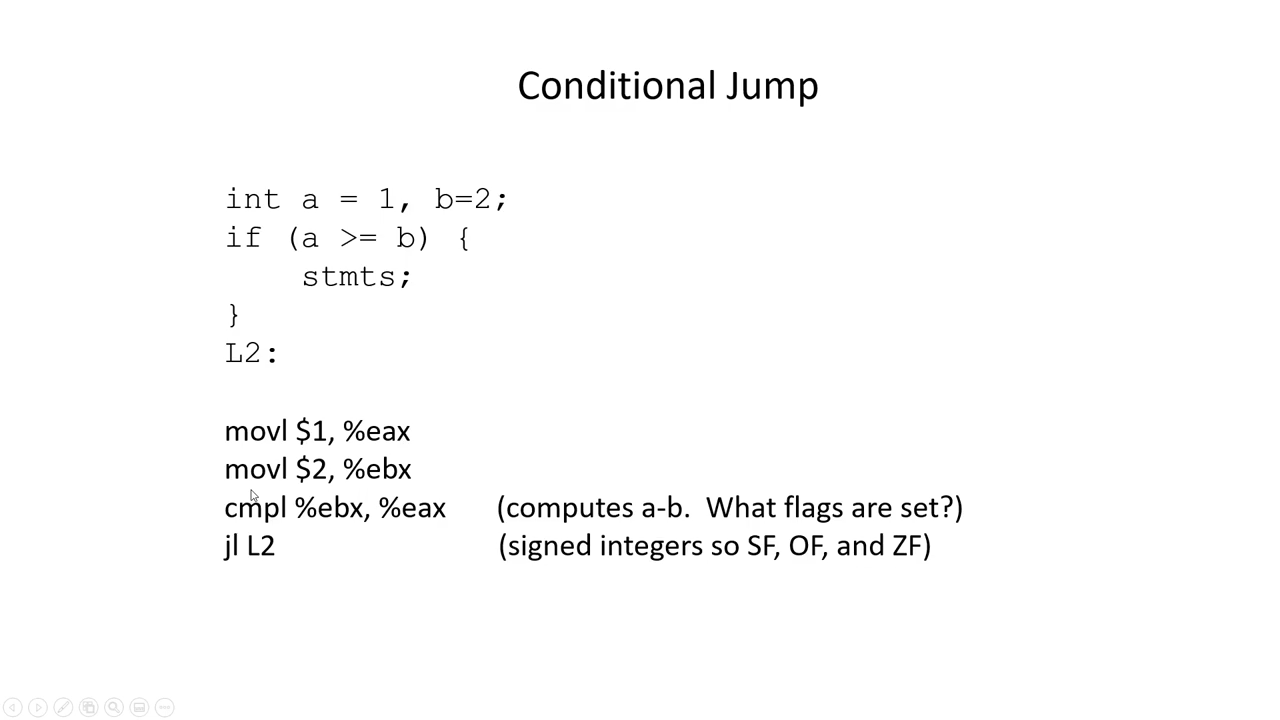 Conditional Jump
int a = 1, b=2;
if (a >= b) {
stmts;
}
L2:
movl $1, %eax
movl $2, %ebx
cmpl %ebx, %eax (computes a-b. What flags are set?)
jl L2 (signed integers so SF, OF, and ZF)